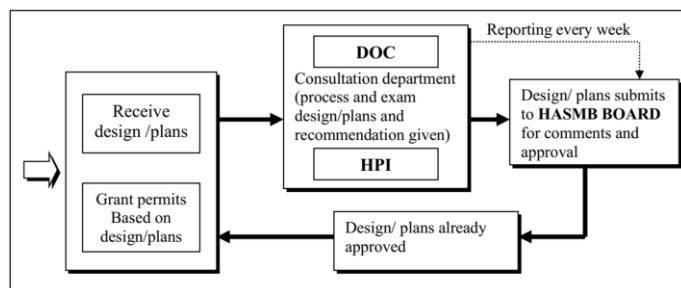 Reporting every week
DOC
Consultation department
(process and exam
design/plans and
recommendation given)
HPI
Receive
design /plans
Grant permits
Based on
design/plans
Design/ plans submits
to HASMB BOARD
for comments and
approval
Design/ plans already
approved